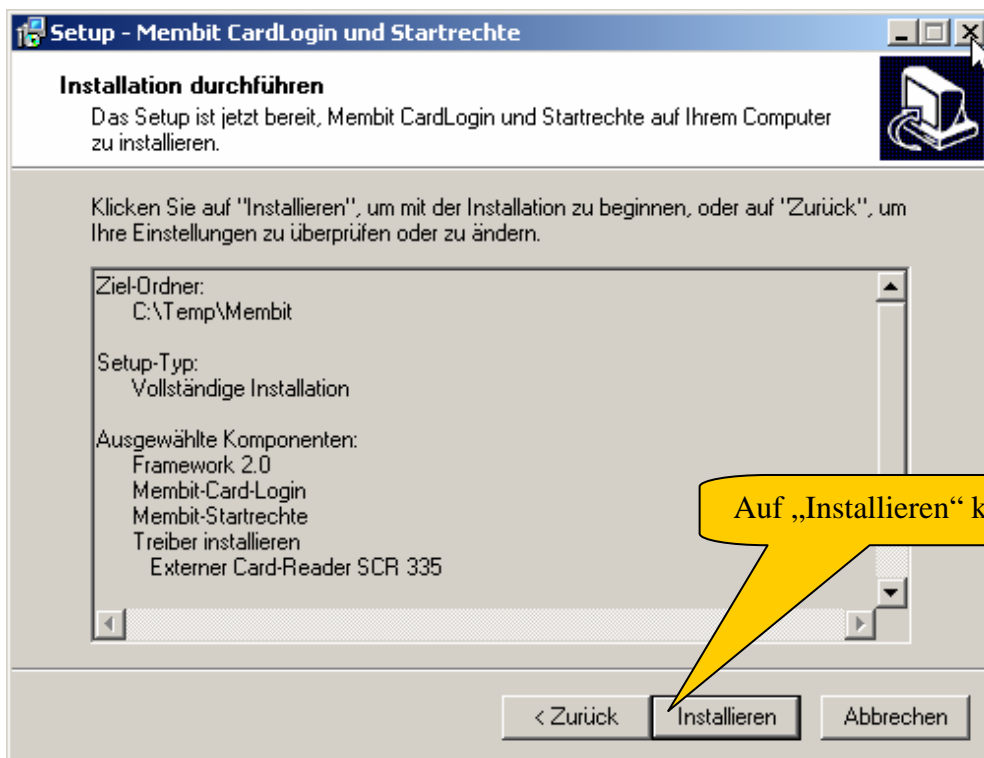 Setup - Membit CardLogin und Startrechte
Installation durchführen
Das Setup ist jetzt bereit, Membit CardLogin und Startrechte auf Ihrem Computer
zu installieren.
Klicken Sie auf "Installieren", um mit der Installation zu beginnen, oder auf "Zurück", um
Ihre Einstellungen zu überprüfen oder zu ändern.
Ziel-Ordner:
C:\Temp\Membit
Setup-Typ:
Vollständige Installation
Ausgewählte Komponenten:
Framework 2.0
Membit-Card-Login
Membit-Startrechte
Treiber installieren
Externer Card-Reader SCR 335
Auf „Installieren“
< Zurück
Installieren
Abbrechen